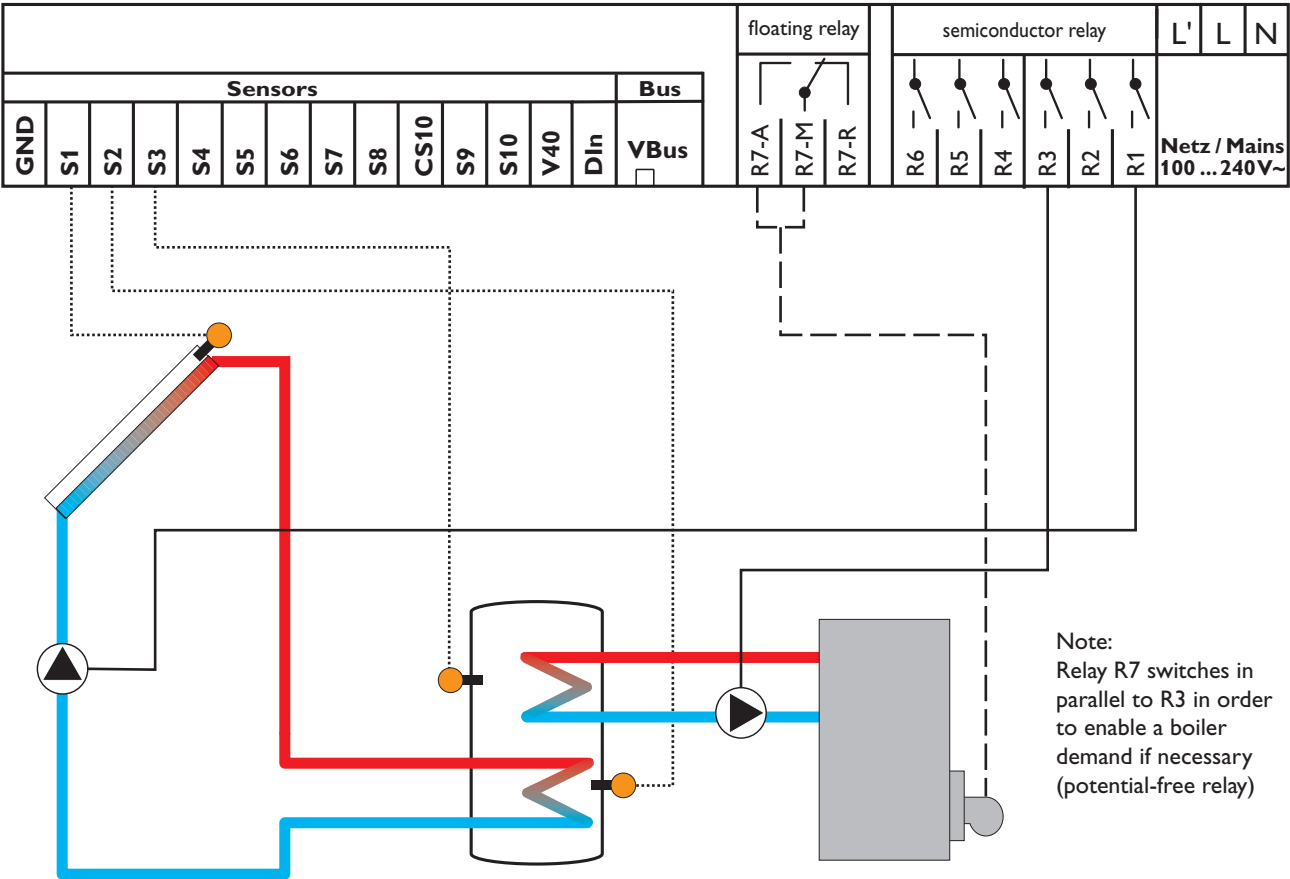 floating relay
semiconductor relay
L' L N
Sensors
Bus
GND
S1
S2
S3
S4
S5
S6
S7
S8
CS10
S9
S10
V40
DIn
VBus
R7-A
R7-M
R7-R
R6
R5
R4
R3
R2
R1
Netz / Mains
100 ... 240 V~
Note:
Relay R7 switches in
parallel to R3 in order
to enable a boiler
demand if necessary
(potential-free relay)